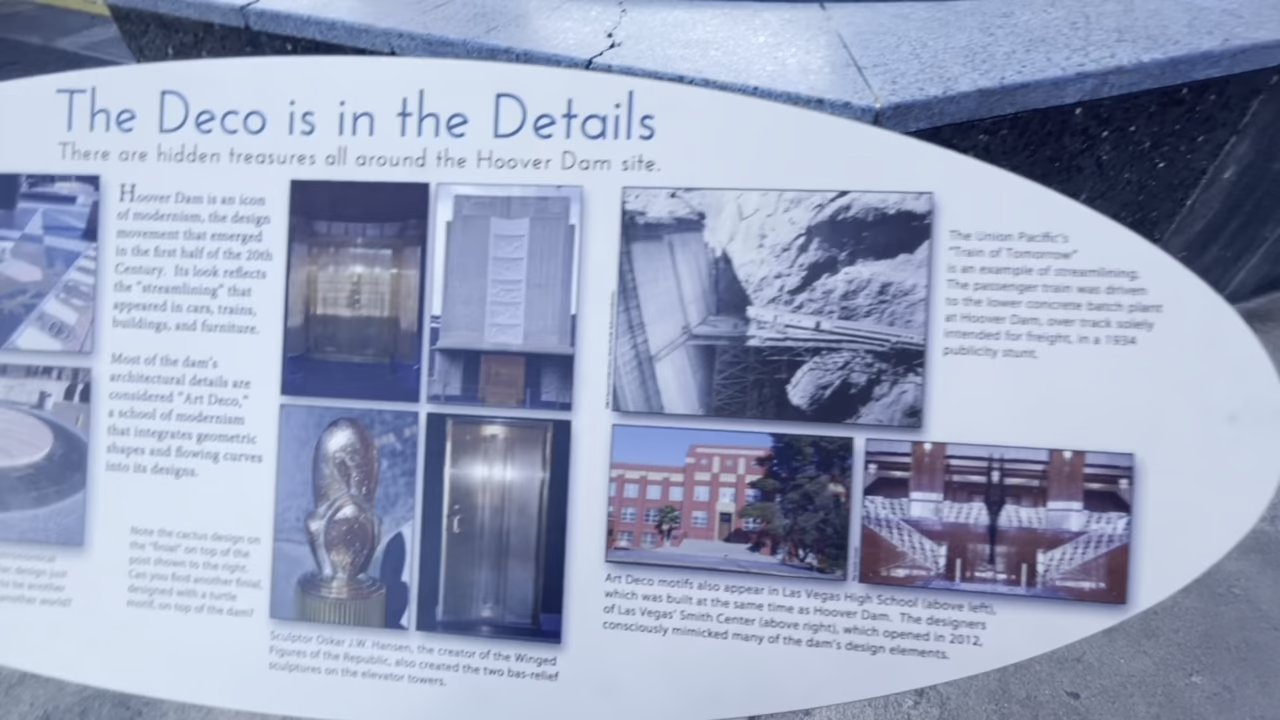 The Deco is in the Details
There are hidden treasures all around the Hoover Dam site.
Hoover Dam is an icon
of modernism, the design
movement that emerged
in the first half of the 20th
Century. Its look reflects
the "streamlining" that
appeared in cars, trains,
buildings, and furniture.
Most of the dam's
architectural details are
considered "Art Deco,"
a school of modernism
that integrates geometric
shapes and flowing curves
into its designs.
Note the cactus design on
the "finial" on top of the
post shown to the right.
Can you find another finial,
designed with a turtle
motif, on top of the dam?
design just
to be another
another world?
Sculptor Oskar J.W. Hansen, the creator of the Winged
Figures of the Republic, also created the two bas-relief
sculptures on the elevator towers.
The Union Pacific's
"Train of Tomorrow"
is an example of streamlining.
The passenger train was driven
to the lower concrete batch plant
at Hoover Dam, over track solely
intended for freight, in a 1934
publicity stunt.
Art Deco motifs also appear in Las Vegas High School (above left),
which was built at the same time as Hoover Dam. The designers
of Las Vegas' Smith Center (above right), which opened in 2012,
consciously mimicked many of the dam's design elements.